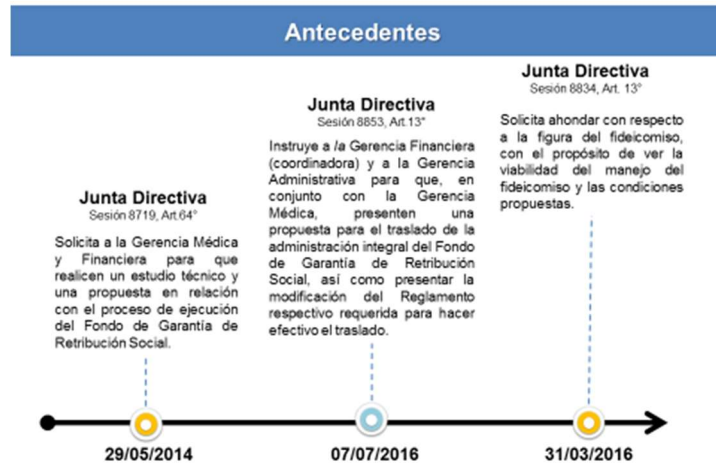 Antecedentes
Junta Directiva
Sesión 8719, Art.64°
Solicita a la Gerencia Médica
y Financiera para que
realicen un estudio técnico y
una propuesta en relación
con el proceso de ejecución
del Fondo de Garantía de
Retribución Social.
29/05/2014
Junta Directiva
Sesión 8853, Art.13°
Instruye a la Gerencia Financiera
(coordinadora) y a la Gerencia
Administrativa para que, en
conjunto con la Gerencia
Médica, presenten una
propuesta para el traslado de la
administración integral del Fondo
de Garantía de Retribución
Social, así como presentar la
modificación del Reglamento
respectivo requerida para hacer
efectivo el traslado.
07/07/2016
Junta Directiva
Sesión 8834, Art. 13°
Solicita ahondar con respecto
a la figura del fideicomiso,
con el propósito de ver la
viabilidad del manejo del
fideicomiso y las condiciones
propuestas.
31/03/2016